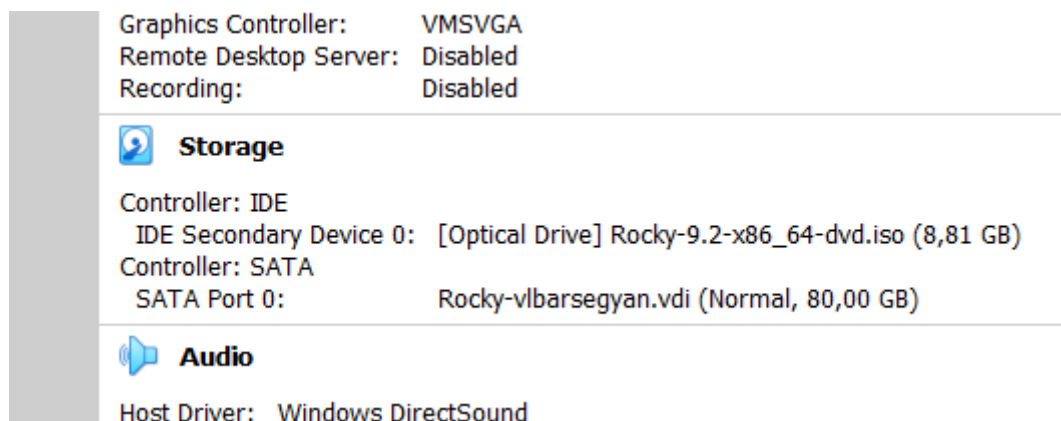 Graphics Controller: VMSVGA
Remote Desktop Server: Disabled
Recording: Disabled
Storage
Controller: IDE
IDE Secondary Device 0: [Optical Drive] Rocky-9.2-x86_64-dvd.iso (8,81 GB)
Controller: SATA
SATA Port 0: Rocky-vlbarsegyan.vdi (Normal, 80,00 GB)
Audio
Host Driver: Windows DirectSound